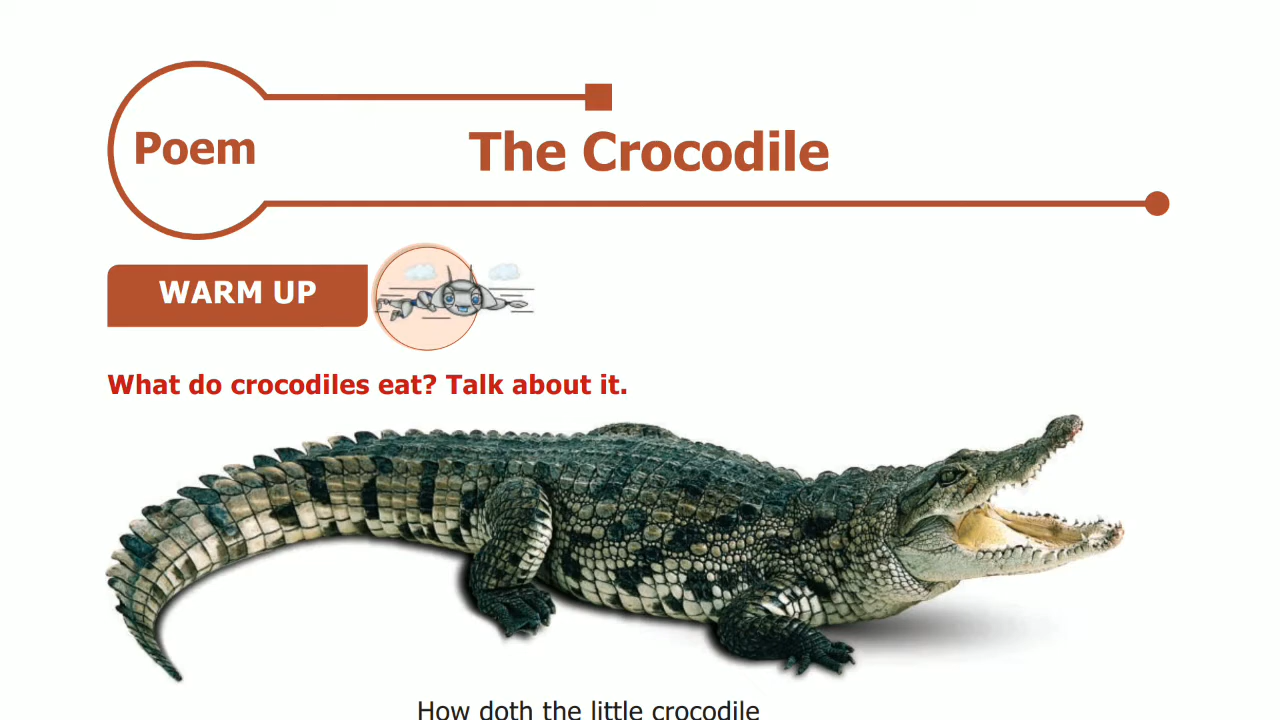 Poem
The Crocodile
WARM UP
What do crocodiles eat? Talk about it.
How doth the little crocodile